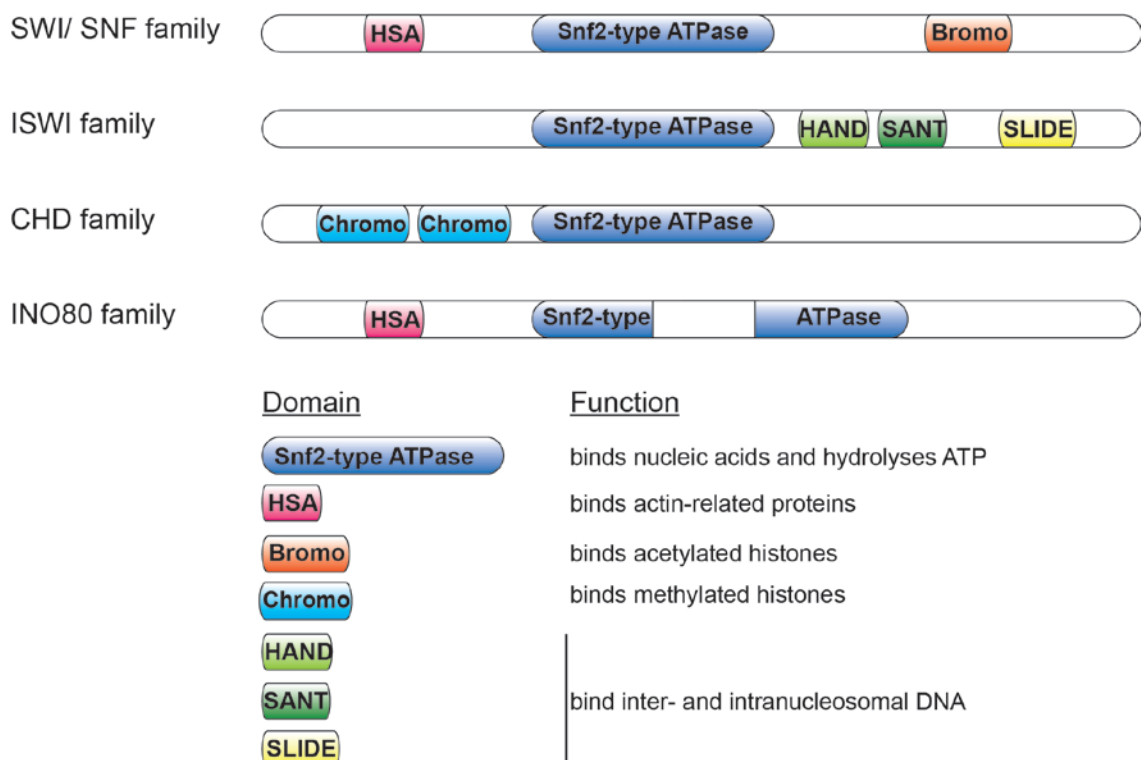 SWI/ SNF family HSA Snf2-type ATPase Bromo
ISWI family Snf2-type ATPase HAND SANT SLIDE
CHD family Chromo Chromo Snf2-type ATPase
INO80 family HSA Snf2-type ATPase
Domain Function
Snf2-type ATPase binds nucleic acids and hydrolyses ATP
HSA binds actin-related proteins
Bromo binds acetylated histones
Chromo binds methylated histones
HAND
SANT bind inter- and intranucleosomal DNA
SLIDE